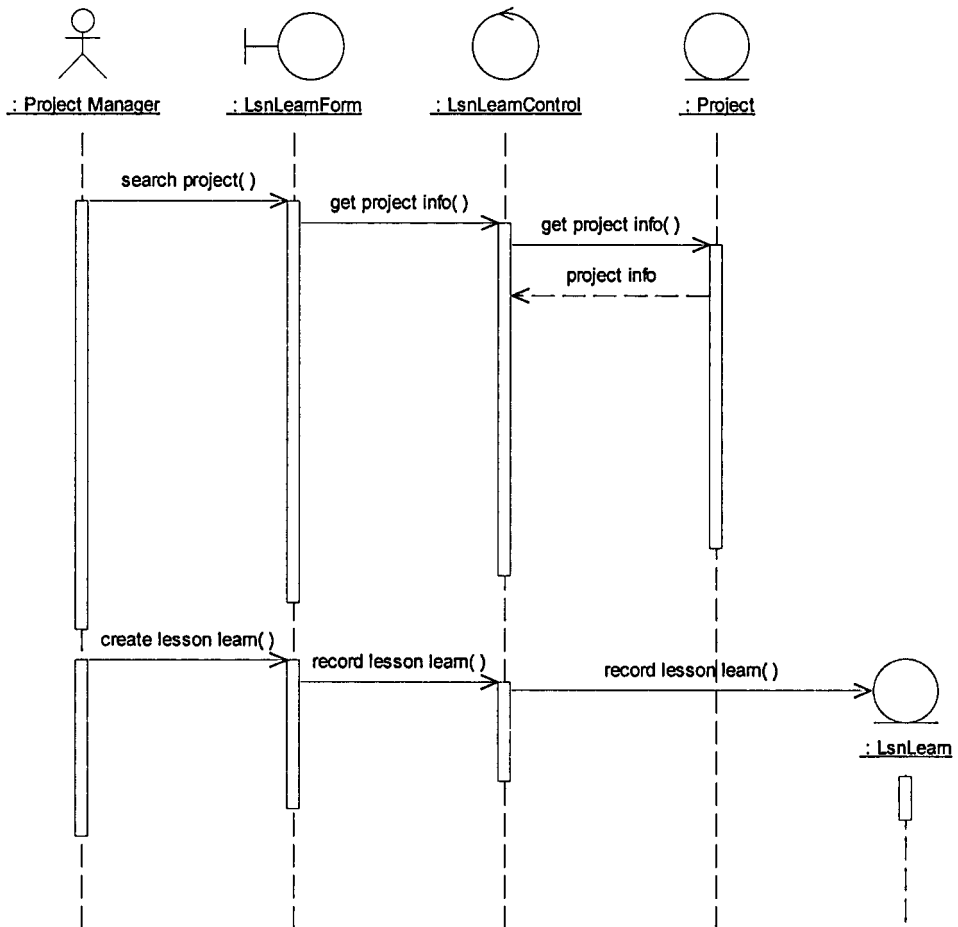 : Project Manager
: LsnLearnForm
: LsnLearnControl
: Project
search project( )
get project info( )
get project info( )
project info
create lesson learn( )
record lesson learn( )
record lesson learn( )
: LsnLearn